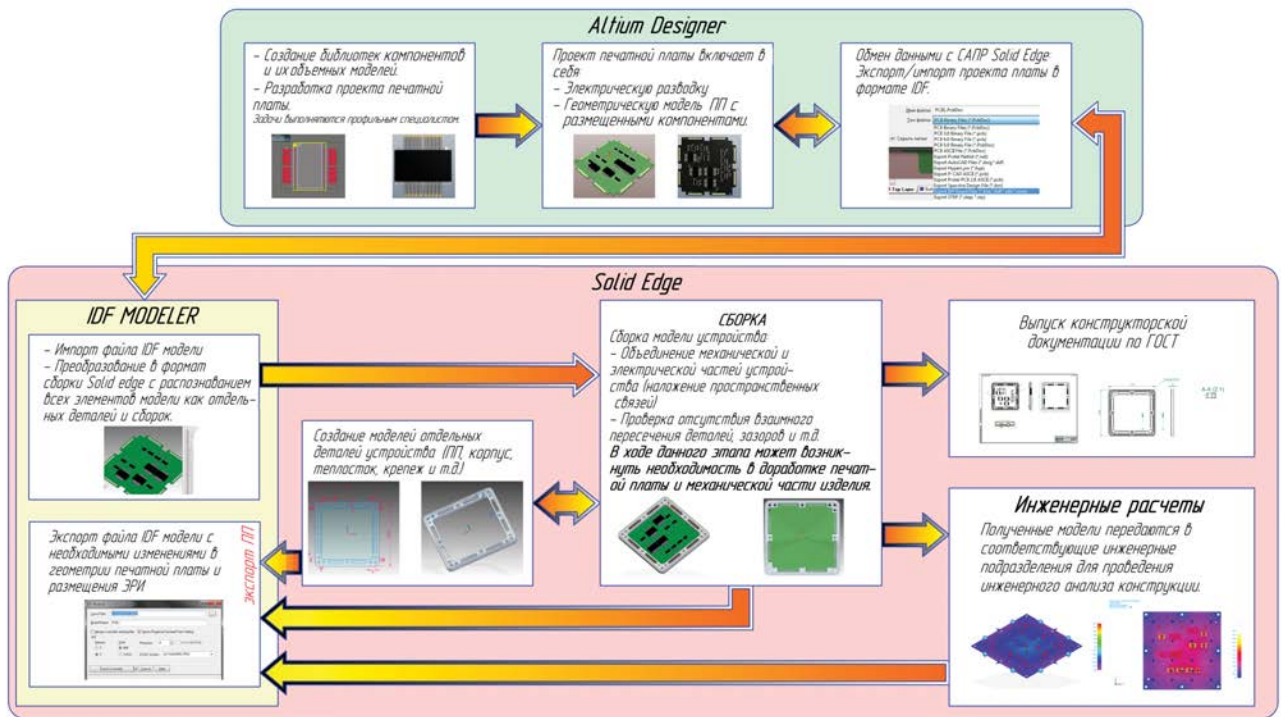 Altium Designer
– Создание библиотек компонентов
и их объемных моделей.
– Разработка проекта печатной
платы.
Задачи выполняются профильным специалистом.
Проект печатной платы включает в
себя
– Электрическую разводку
– Геометрическую модель ПП с
размещенными компонентами.
Обмен данными с САПР Solid Edge
Экспорт/импорт проекта платы в
формате IDF.
Solid Edge
IDF MODELER
– Импорт файла IDF модели
– Преобразование в формат
сборки Solid edge с распознаванием
всех элементов модели как отдель-
ных деталей и сборок.
Экспорт файла IDF модели с
необходимыми изменениями в
геометрии печатной платы и
размещения ЭРИ
экспорт ПП
Создание моделей отдельных
деталей устройства (ПП, корпус,
теплосток, крепеж и т.д.)
СБОРКА
Сборка модели устройства
– Объединение механической и
электрической частей устрой-
ства (наложение пространственных
связей)
– Проверка отсутствия взаимного
пересечения деталей, зазоров и т.д.
В ходе данного этапа может возник-
нуть необходимость в доработке печат-
ой платы и механической части изделия.
Выпуск конструкторской
документации по ГОСТ
Инженерные расчеты
Полученные модели передаются в
соответствующие инженерные
подразделения для проведения
инженерного анализа конструкции.